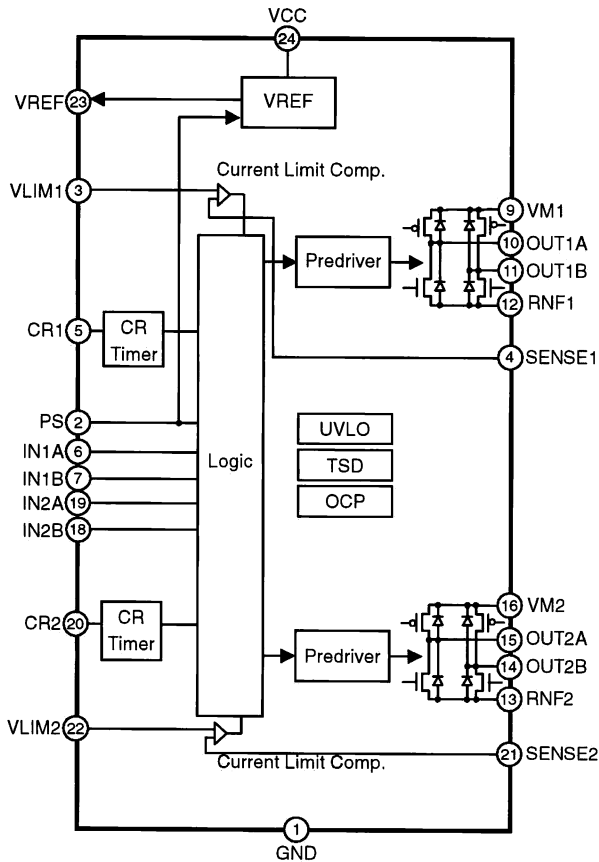 VCC
24
VREF 23
VREF
Current Limit Comp.
VLIM1 3
9 VM1
10 OUT1A
Predriver
11 OUT1B
12 RNF1
CR1 5
CR
Timer
4 SENSE1
PS 2
UVLO
IN1A 6
Logic
TSD
IN1B 7
IN2A 19
OCP
IN2B 18
16 VM2
CR2 20
CR
Timer
15 OUT2A
Predriver
14 OUT2B
13 RNF2
VLIM2 22
21 SENSE2
Current Limit Comp.
1
GND